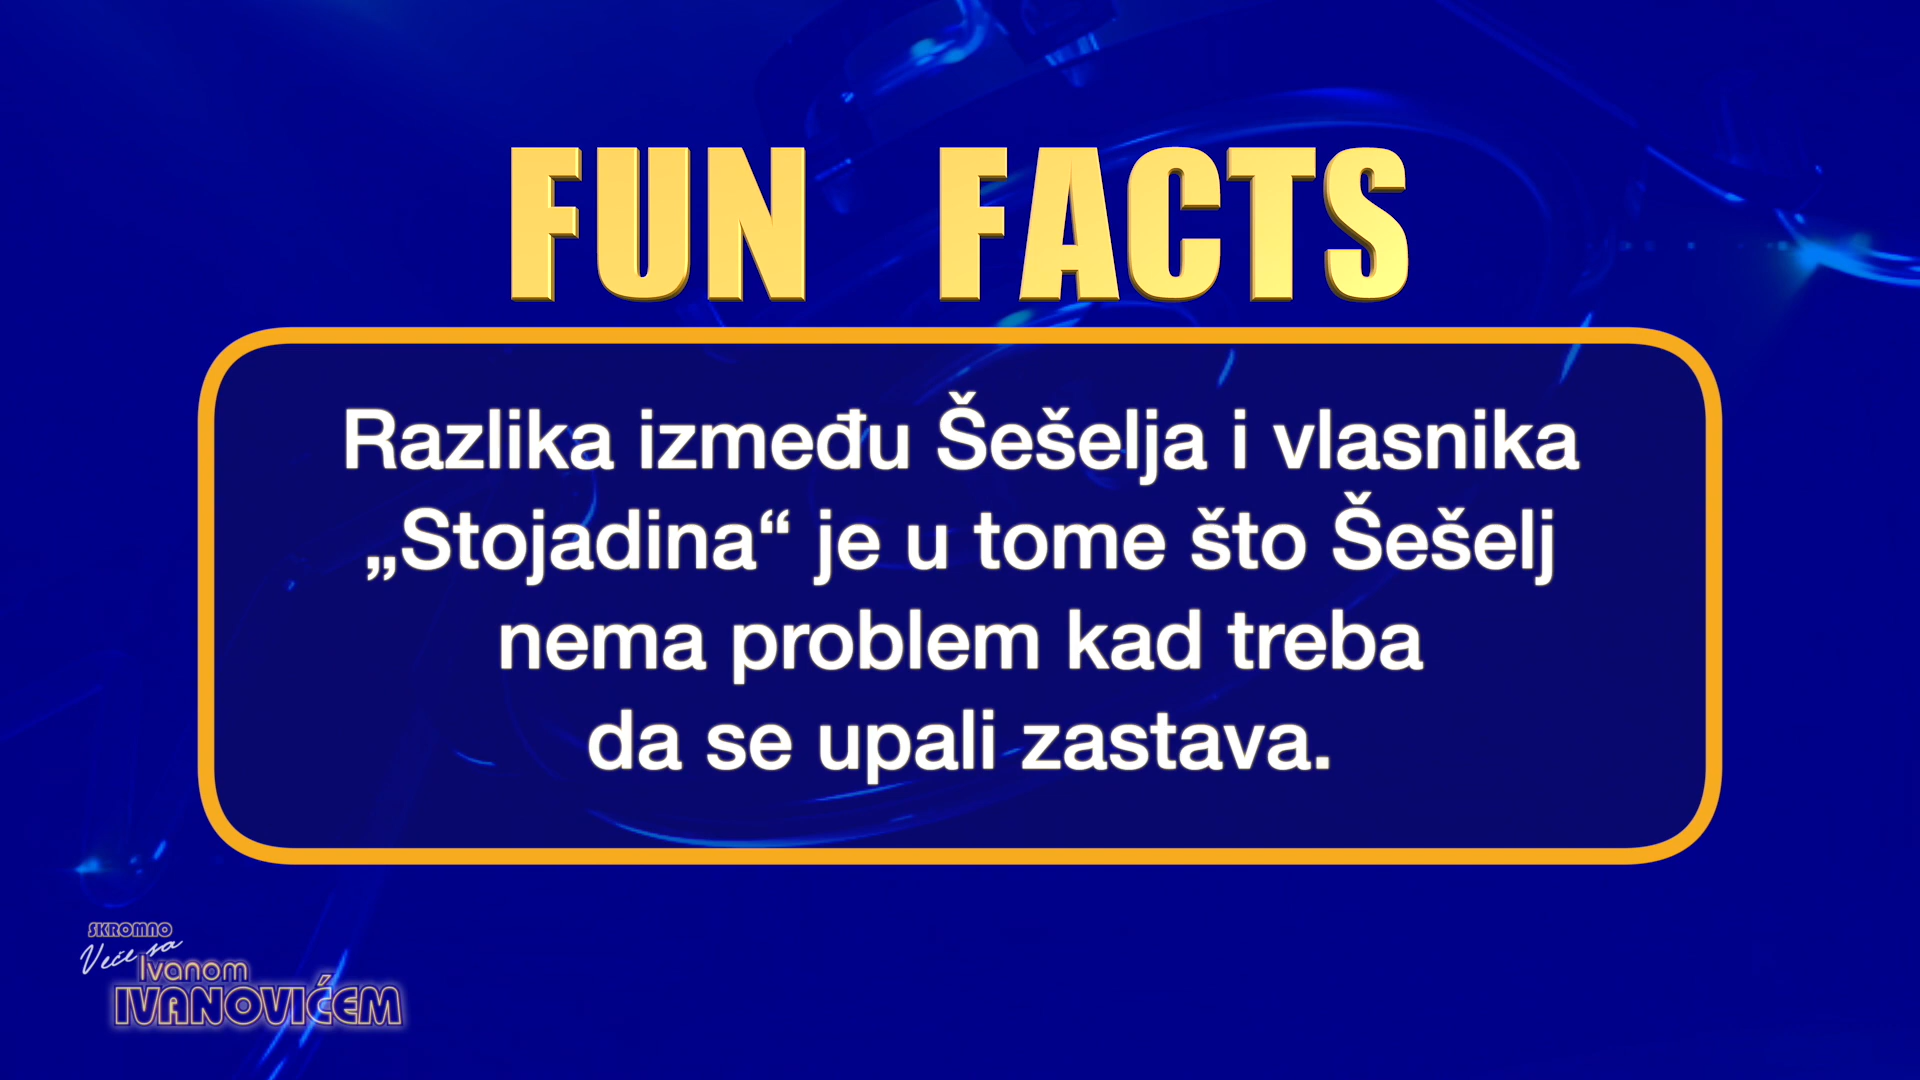 FUN FACTS
Razlika između Šešelja i vlasnika
„Stojadina“ je u tome što Šešelj
nema problem kad treba
da se upali zastava.
SKROMNO
Veče sa
Ivanom
IVANOVIĆEM